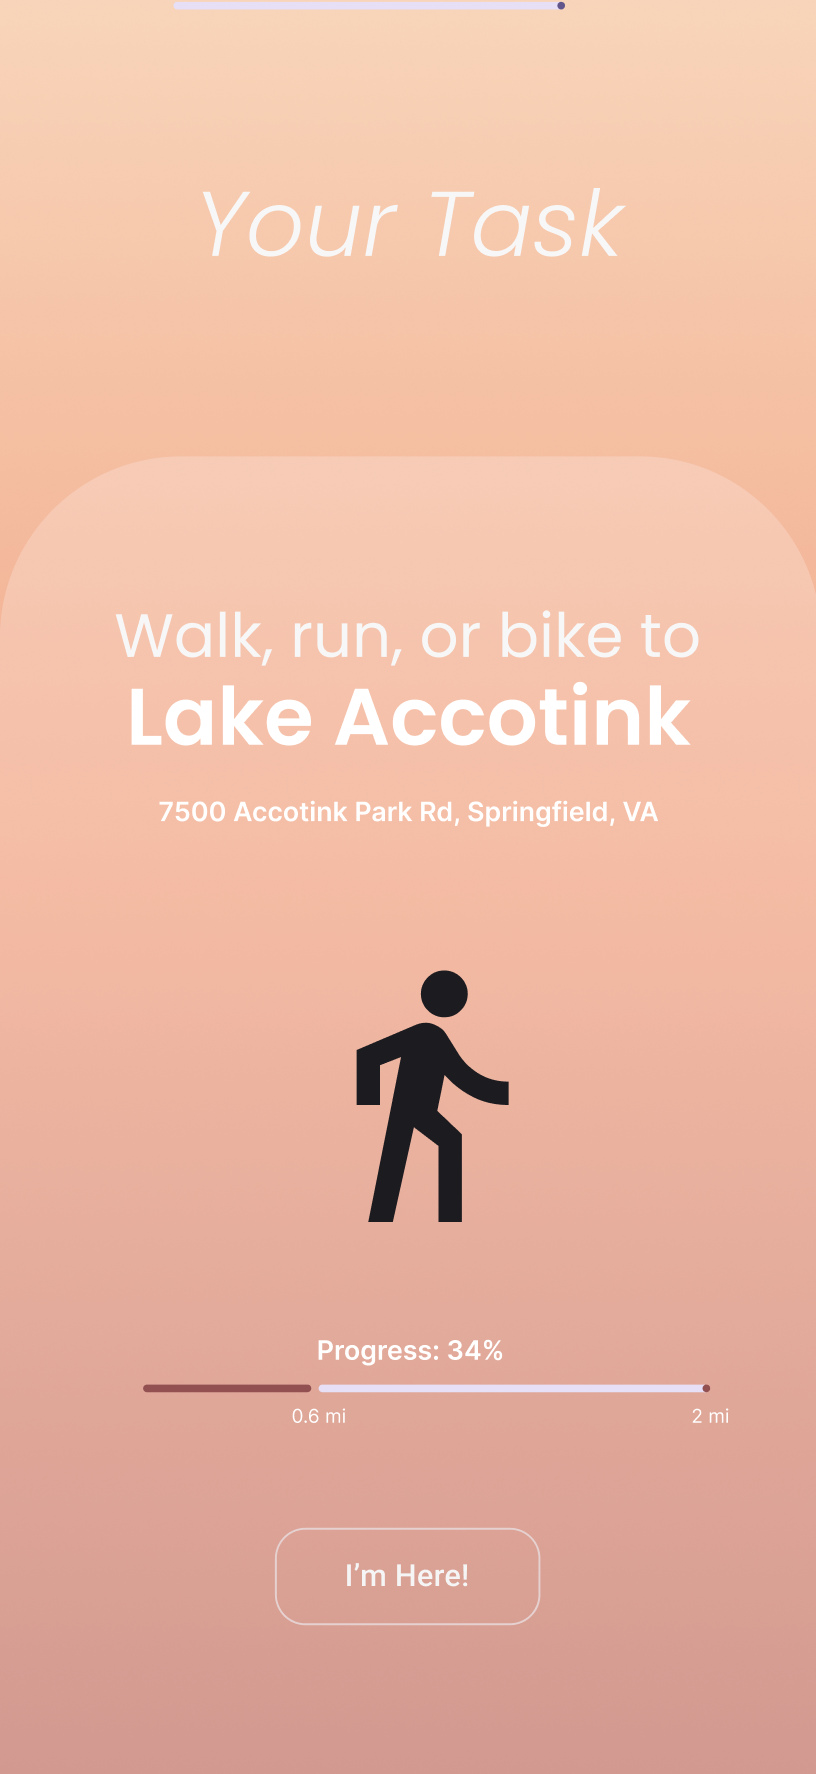 Your Task
Walk, run, or bike to
Lake Accotink
7500 Accotink Park Rd, Springfield, VA
Progress: 34%
0.6 mi
2 mi
I’m Here!